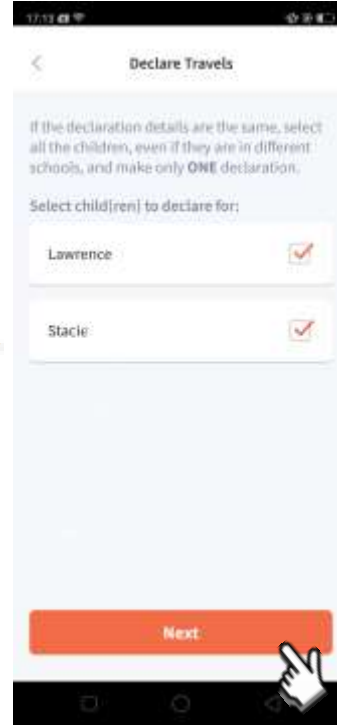 17:13
Declare Travels
If the declaration details are the same, select
all the children, even if they are in different
schools, and make only ONE declaration.
Select child(ren) to declare for:
Lawrence
Stacie
Next